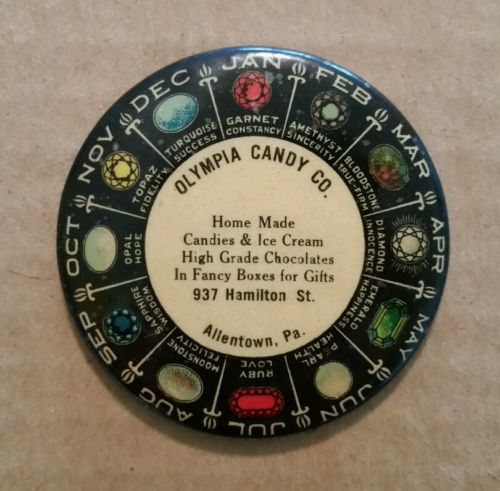 OLYMPIA CANDY CO.
Home Made
Candies & Ice Cream
High Grade Chocolates
In Fancy Boxes for Gifts
937 Hamilton St.
Allentown, Pa.
JAN
GARNET
CONSTANCY
FEB
AMETHYST
SINCERITY
MAR
BLOODSTONE
TRUE-FIRM
APR
DIAMOND
INNOCENCE
MAY
EMERALD
HAPPINESS
JUN
PEARL
HEALTH
JUL
RUBY
LOVE
AUG
MOONSTONE
FELICITY
SEP
SAPPHIRE
WISDOM
OCT
OPAL
HOPE
NOV
TOPAZ
FIDELITY
DEC
TURQUOISE
SUCCESS